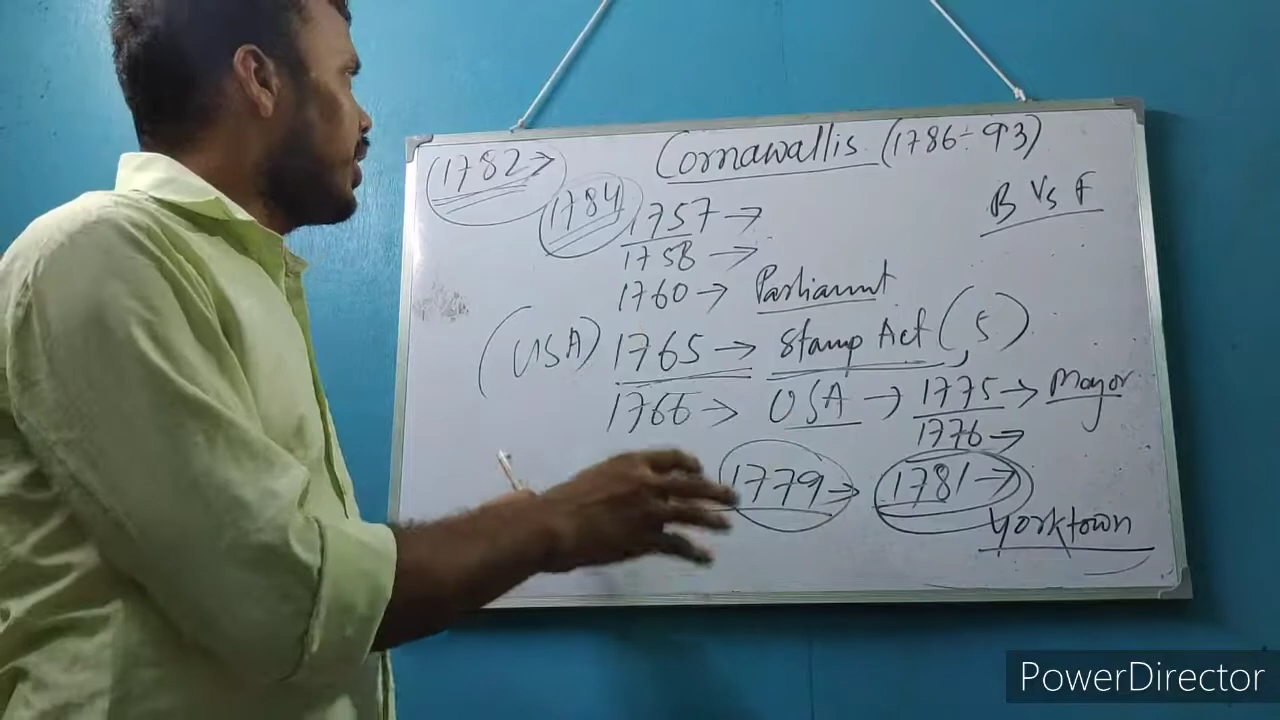 Cornawallis (1786-93)
1782→
1784
B Vs F
1757→
1758→
1760→ Parliamnt
(USA) 1765→ Stamp Act (5)
1766→ USA → 1775→ Mayor
1776→
1779→ 1781→
Yorktown
PowerDirector